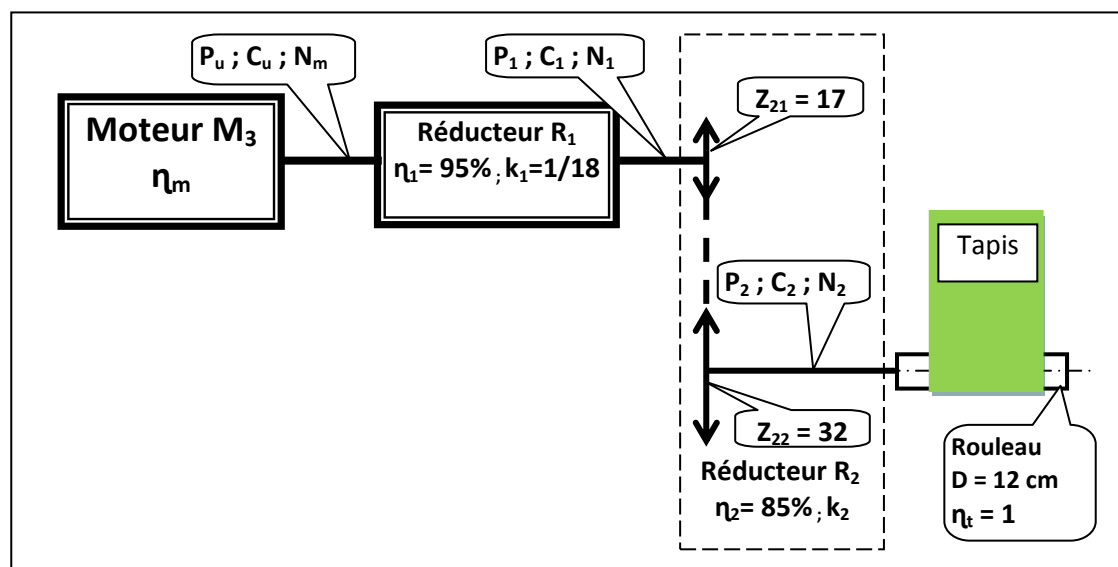 P₁ ; C₁ ; N₁
Pᵤ ; Cᵤ ; Nₘ
Z₂₁ = 17
Moteur M₃
ηₘ
Réducteur R₁
η₁= 95% ; k₁=1/18
Tapis
P₂ ; C₂ ; N₂
Z₂₂ = 32
Réducteur R₂
η₂= 85% ; k₂
Rouleau
D = 12 cm
ηₜ = 1